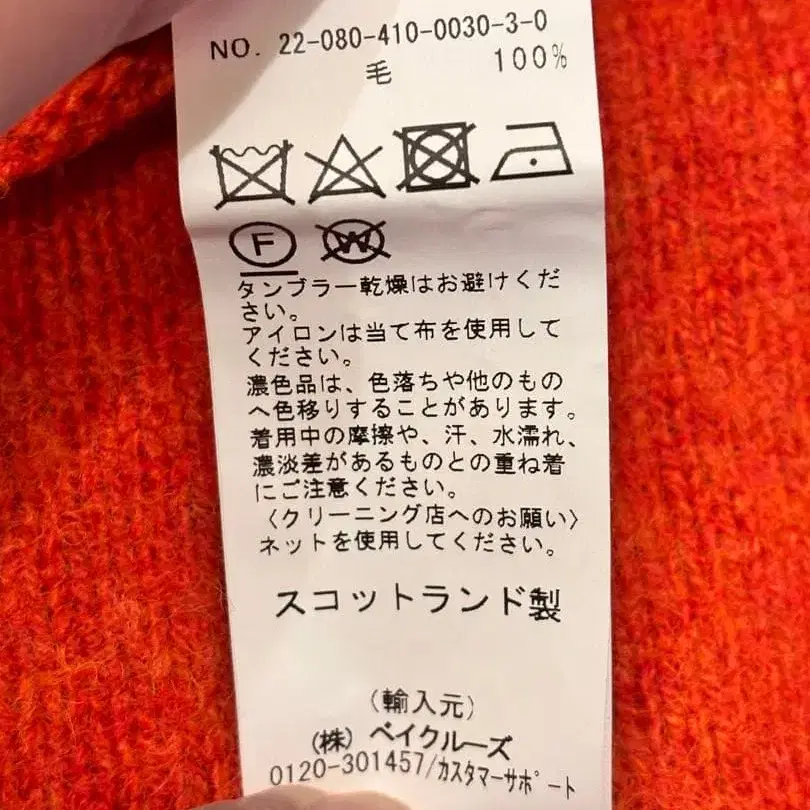 NO. 22-080-410-0030-3-0
毛 100%
F W
タンブラー乾燥はお避けくだ
さい。
アイロンは当て布を使用して
ください。
濃色品は、色落ちや他のもの
へ色移りすることがあります。
着用中の摩擦や、汗、水濡れ、
濃淡差があるものとの重ね着
にご注意ください。
〈クリーニング店へのお願い〉
ネットを使用してください。
スコットランド製
(輸入元)
(株) ベイクルーズ
0120-301457/カスタマーサポート